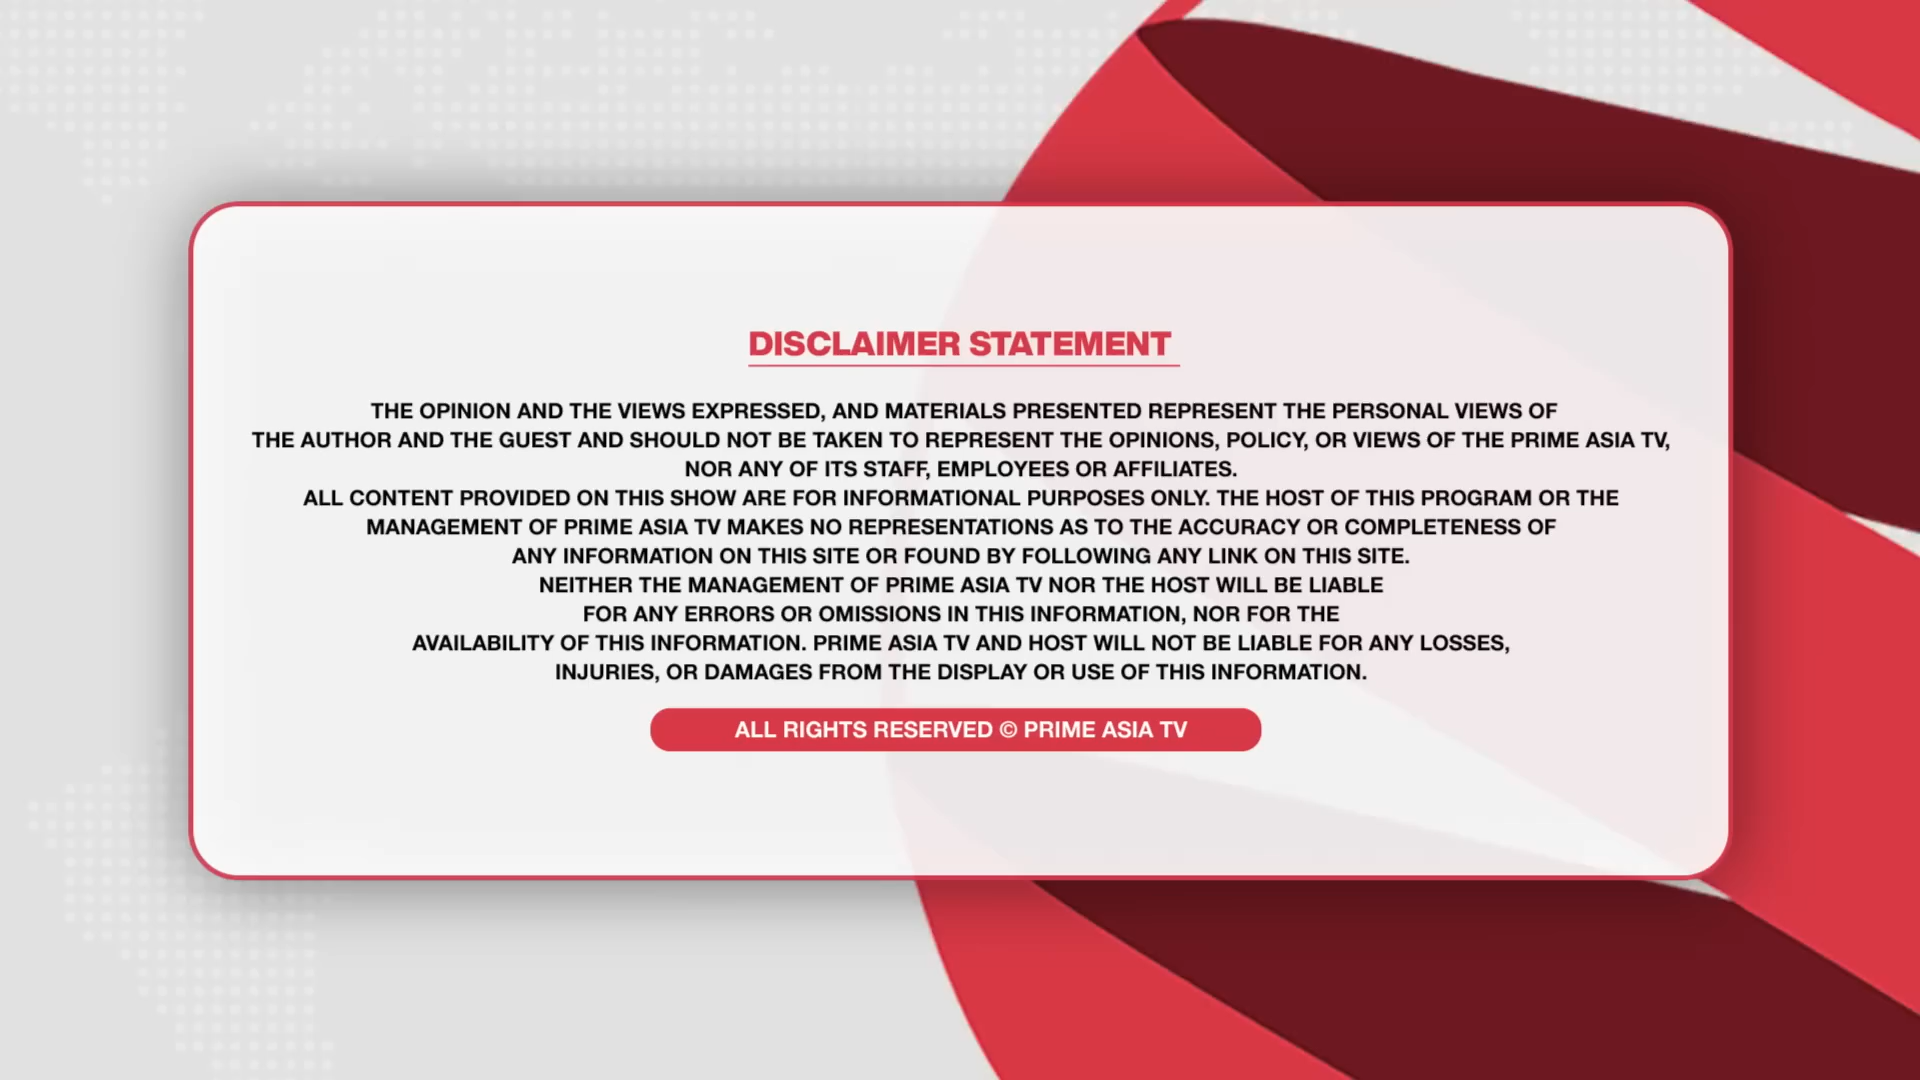 DISCLAIMER STATEMENT
THE OPINION AND THE VIEWS EXPRESSED, AND MATERIALS PRESENTED REPRESENT THE PERSONAL VIEWS OF
THE AUTHOR AND THE GUEST AND SHOULD NOT BE TAKEN TO REPRESENT THE OPINIONS, POLICY, OR VIEWS OF THE PRIME ASIA TV,
NOR ANY OF ITS STAFF, EMPLOYEES OR AFFILIATES.
ALL CONTENT PROVIDED ON THIS SHOW ARE FOR INFORMATIONAL PURPOSES ONLY. THE HOST OF THIS PROGRAM OR THE
MANAGEMENT OF PRIME ASIA TV MAKES NO REPRESENTATIONS AS TO THE ACCURACY OR COMPLETENESS OF
ANY INFORMATION ON THIS SITE OR FOUND BY FOLLOWING ANY LINK ON THIS SITE.
NEITHER THE MANAGEMENT OF PRIME ASIA TV NOR THE HOST WILL BE LIABLE
FOR ANY ERRORS OR OMISSIONS IN THIS INFORMATION, NOR FOR THE
AVAILABILITY OF THIS INFORMATION. PRIME ASIA TV AND HOST WILL NOT BE LIABLE FOR ANY LOSSES,
INJURIES, OR DAMAGES FROM THE DISPLAY OR USE OF THIS INFORMATION.
ALL RIGHTS RESERVED © PRIME ASIA TV